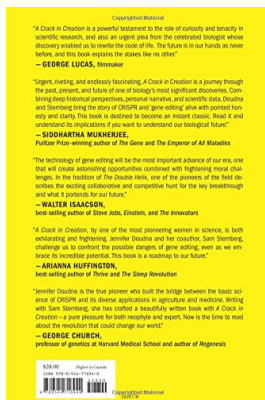 Copyrighted Material
"A Crack in Creation is a powerful testament to the role of curiosity and tenacity in
scientific research, and also an urgent plea from the celebrated biologist whose
discovery enabled us to rewrite the code of life. The future is in our hands as never
before, and this book explains the stakes like no other."
— GEORGE LUCAS, filmmaker
"Urgent, riveting, and endlessly fascinating, A Crack in Creation is a journey through
the past, present, and future of one of biology's most significant discoveries. Com-
bining deep historical perspectives, personal narrative, and scientific data, Doudna
and Sternberg bring the story of CRISPR and 'gene editing' alive with pointed hon-
esty and clarity. This book is destined to become an instant classic. Read it and
understand its implications if you want to understand our biological future."
— SIDDHARTHA MUKHERJEE,
Pulitzer Prize–winning author of The Gene and The Emperor of All Maladies
"The technology of gene editing will be the most important advance of our era, one
that will create astonishing opportunities combined with frightening moral chal-
lenges. In the tradition of The Double Helix, one of the pioneers of the field de-
scribes the exciting collaborative and competitive hunt for the key breakthrough
and what it portends for our future."
— WALTER ISAACSON,
best-selling author of Steve Jobs, Einstein, and The Innovators
"A Crack in Creation, by one of the most pioneering women in science, is both
exhilarating and frightening. Jennifer Doudna and her coauthor, Sam Sternberg,
challenge us to confront the possible dangers of gene editing, even as we em-
brace its incredible potential. This book is a roadmap to our future."
— ARIANNA HUFFINGTON,
best-selling author of Thrive and The Sleep Revolution
"Jennifer Doudna is the true pioneer who built the bridge between the basic sci-
ence of CRISPR and its diverse applications in agriculture and medicine. Writing
with Sam Sternberg, she has crafted a beautifully written book with A Crack in
Creation—a pure pleasure for both neophyte and expert. Now is the time to read
about the revolution that could change our world."
— GEORGE CHURCH,
professor of genetics at Harvard Medical School and author of Regenesis
$28.00 Higher in Canada
ISBN 978-0-544-71694-0
Copyrighted Material